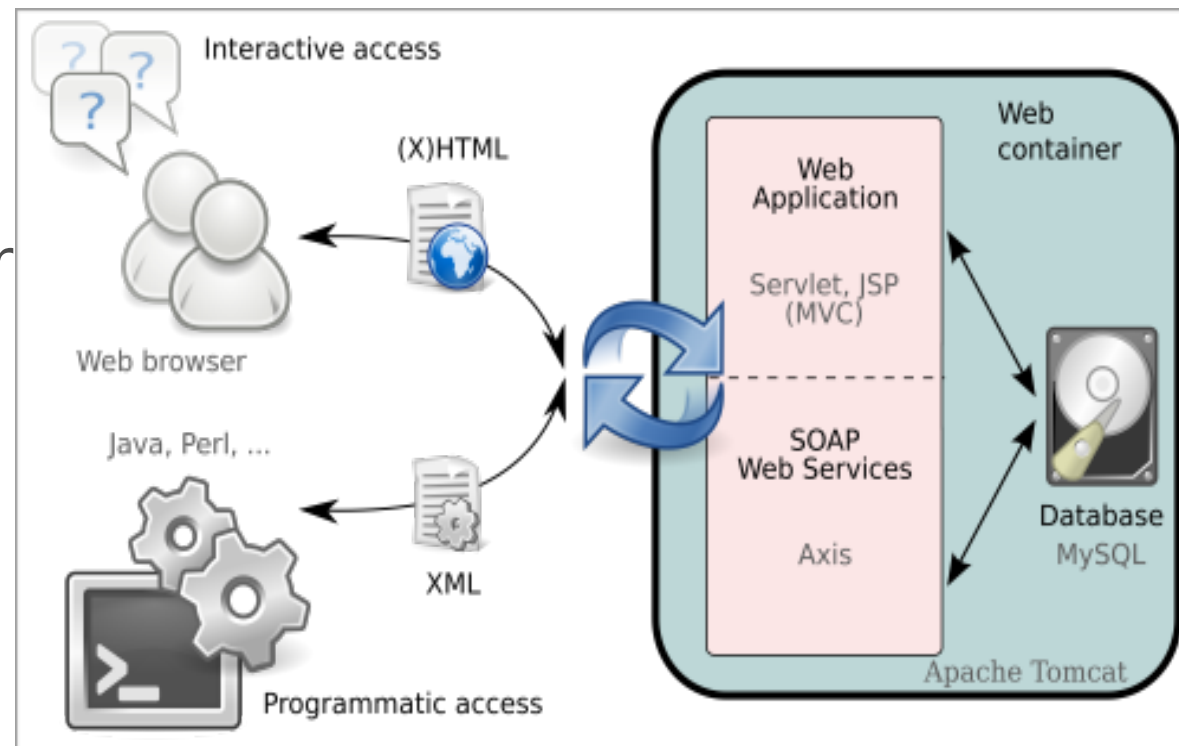 Interactive access
? ? ?
(X)HTML
Web browser
Java, Perl, ...
XML
>_
Programmatic access
Web
container
Web
Application
Servlet, JSP
(MVC)
SOAP
Web Services
Axis
Database
MySQL
Apache Tomcat